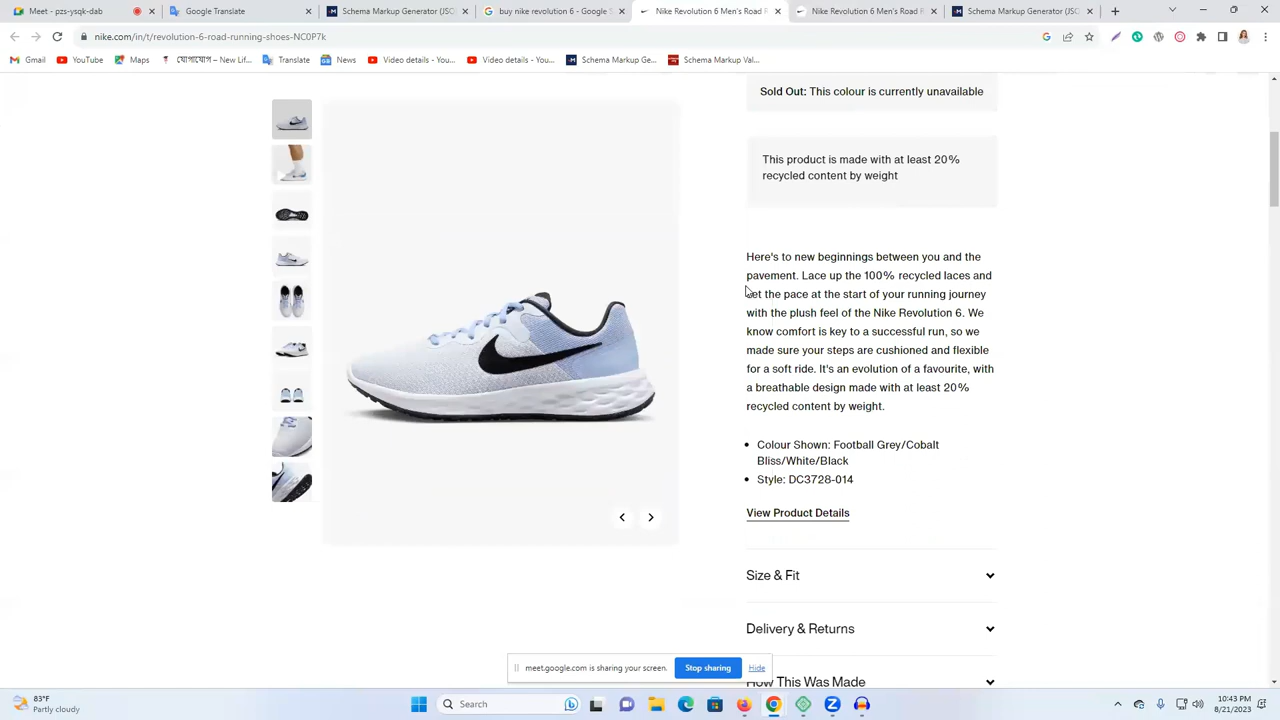 Meet - pzs-ysqk-dab
Google Translate
Schema Markup Generator (JSC
buy nike revolution 6 - Google S
Nike Revolution 6 Men's Road R
Nike Revolution 6 Men's Road R
Schema Markup Generator (JSC
nike.com/in/t/revolution-6-road-running-shoes-NC0P7k
Gmail
YouTube
Maps
যোগাযোগ – New Lif...
Translate
News
Video details - You...
Video details - You...
Schema Markup Ge...
Schema Markup Val...
Sold Out: This colour is currently unavailable
This product is made with at least 20%
recycled content by weight
Here's to new beginnings between you and the
pavement. Lace up the 100% recycled laces and
set the pace at the start of your running journey
with the plush feel of the Nike Revolution 6. We
know comfort is key to a successful run, so we
made sure your steps are cushioned and flexible
for a soft ride. It's an evolution of a favourite, with
a breathable design made with at least 20%
recycled content by weight.
• Colour Shown: Football Grey/Cobalt
Bliss/White/Black
• Style: DC3728-014
View Product Details
Size & Fit
Delivery & Returns
How This Was Made
meet.google.com is sharing your screen.
Stop sharing
Hide
83°F
Partly cloudy
Search
10:43 PM
8/21/2023